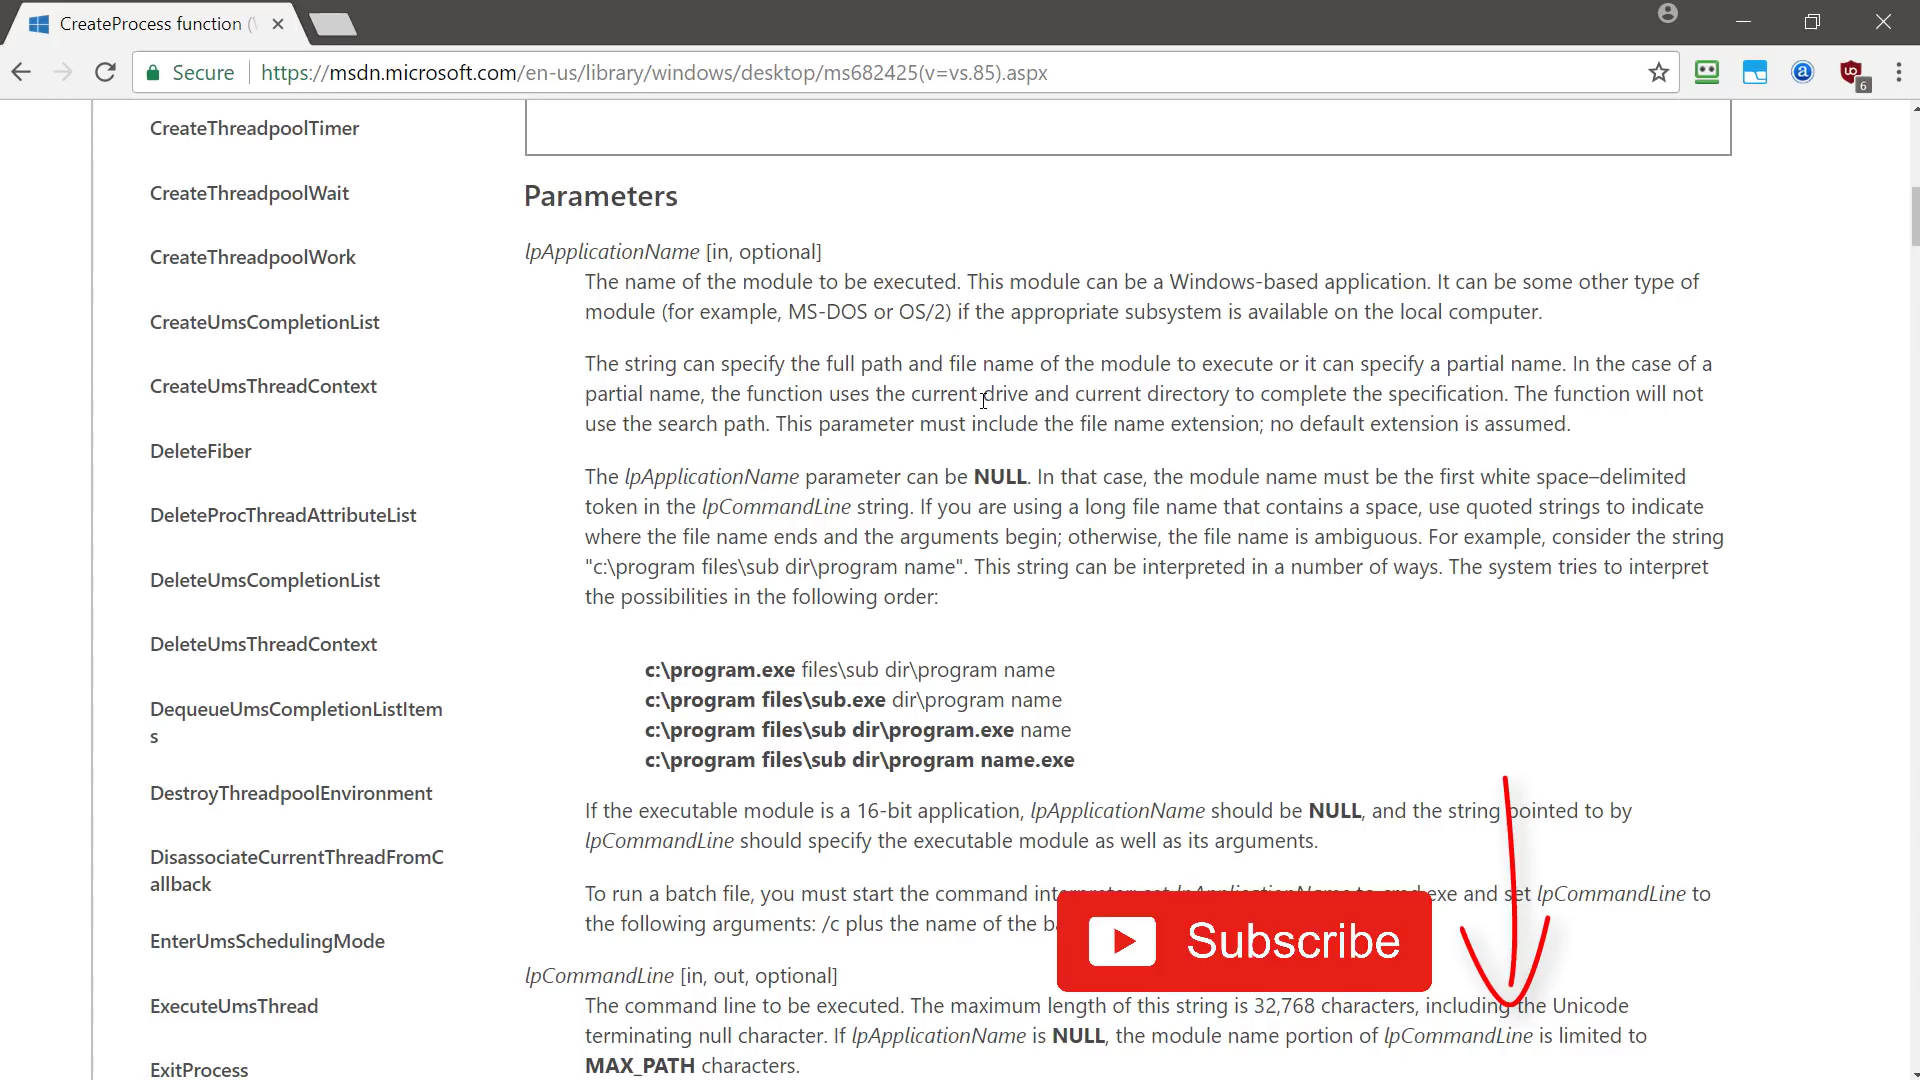 CreateProcess function (
Secure https://msdn.microsoft.com/en-us/library/windows/desktop/ms682425(v=vs.85).aspx
6
CreateThreadpoolTimer
CreateThreadpoolWait
CreateThreadpoolWork
CreateUmsCompletionList
CreateUmsThreadContext
DeleteFiber
DeleteProcThreadAttributeList
DeleteUmsCompletionList
DeleteUmsThreadContext
DequeueUmsCompletionListItem
s
DestroyThreadpoolEnvironment
DisassociateCurrentThreadFromC
allback
EnterUmsSchedulingMode
ExecuteUmsThread
ExitProcess
Parameters
lpApplicationName [in, optional]
The name of the module to be executed. This module can be a Windows-based application. It can be some other type of
module (for example, MS-DOS or OS/2) if the appropriate subsystem is available on the local computer.
The string can specify the full path and file name of the module to execute or it can specify a partial name. In the case of a
partial name, the function uses the current drive and current directory to complete the specification. The function will not
use the search path. This parameter must include the file name extension; no default extension is assumed.
The lpApplicationName parameter can be NULL. In that case, the module name must be the first white space–delimited
token in the lpCommandLine string. If you are using a long file name that contains a space, use quoted strings to indicate
where the file name ends and the arguments begin; otherwise, the file name is ambiguous. For example, consider the string
"c:\program files\sub dir\program name". This string can be interpreted in a number of ways. The system tries to interpret
the possibilities in the following order:
c:\program.exe files\sub dir\program name
c:\program files\sub.exe dir\program name
c:\program files\sub dir\program.exe name
c:\program files\sub dir\program name.exe
If the executable module is a 16-bit application, lpApplicationName should be NULL, and the string pointed to by
lpCommandLine should specify the executable module as well as its arguments.
To run a batch file, you must start the command exe and set lpCommandLine to
the following arguments: /c plus the name of the
Subscribe
lpCommandLine [in, out, optional]
The command line to be executed. The maximum length of this string is 32,768 characters, including the Unicode
terminating null character. If lpApplicationName is NULL, the module name portion of lpCommandLine is limited to
MAX_PATH characters.